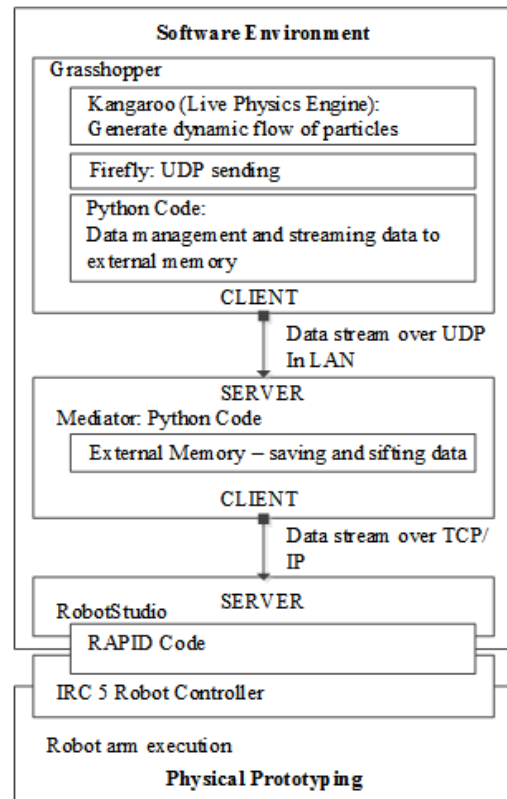 Software Environment
Grasshopper
Kangaroo (Live Physics Engine):
Generate dynamic flow of particles
Firefly: UDP sending
Python Code:
Data management and streaming data to
external memory
CLIENT
Data stream over UDP
In LAN
SERVER
Mediator: Python Code
External Memory – saving and sifting data
CLIENT
Data stream over TCP/
IP
SERVER
RobotStudio
RAPID Code
IRC 5 Robot Controller
Robot arm execution
Physical Prototyping